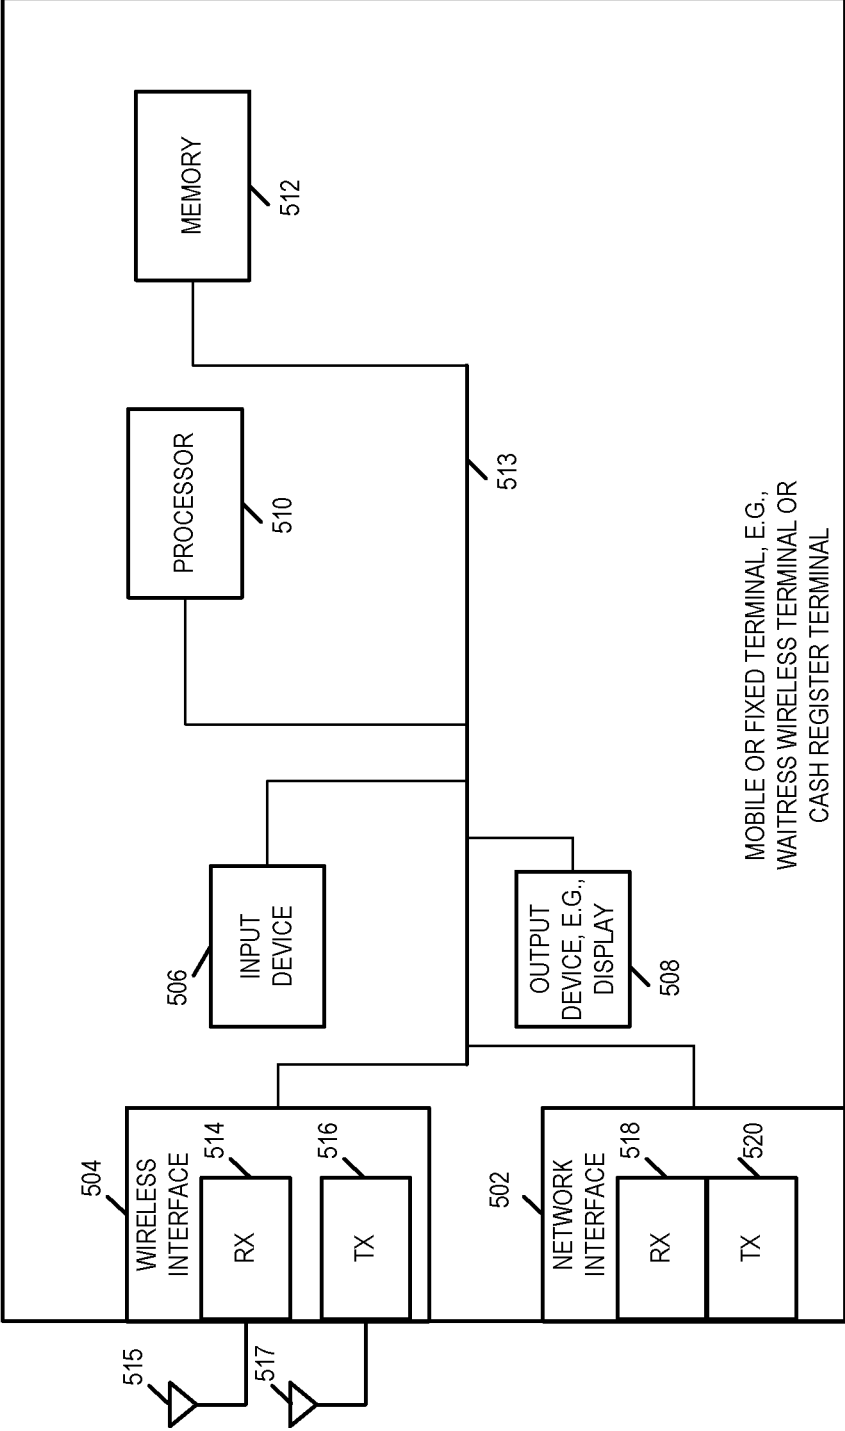 515
517
504
WIRELESS
INTERFACE
514
RX
516
TX
502
NETWORK
INTERFACE
518
RX
520
TX
506
INPUT
DEVICE
OUTPUT
DEVICE, E.G.,
DISPLAY
508
PROCESSOR
510
MEMORY
512
513
MOBILE OR FIXED TERMINAL, E.G.,
WAITRESS WIRELESS TERMINAL OR
CASH REGISTER TERMINAL